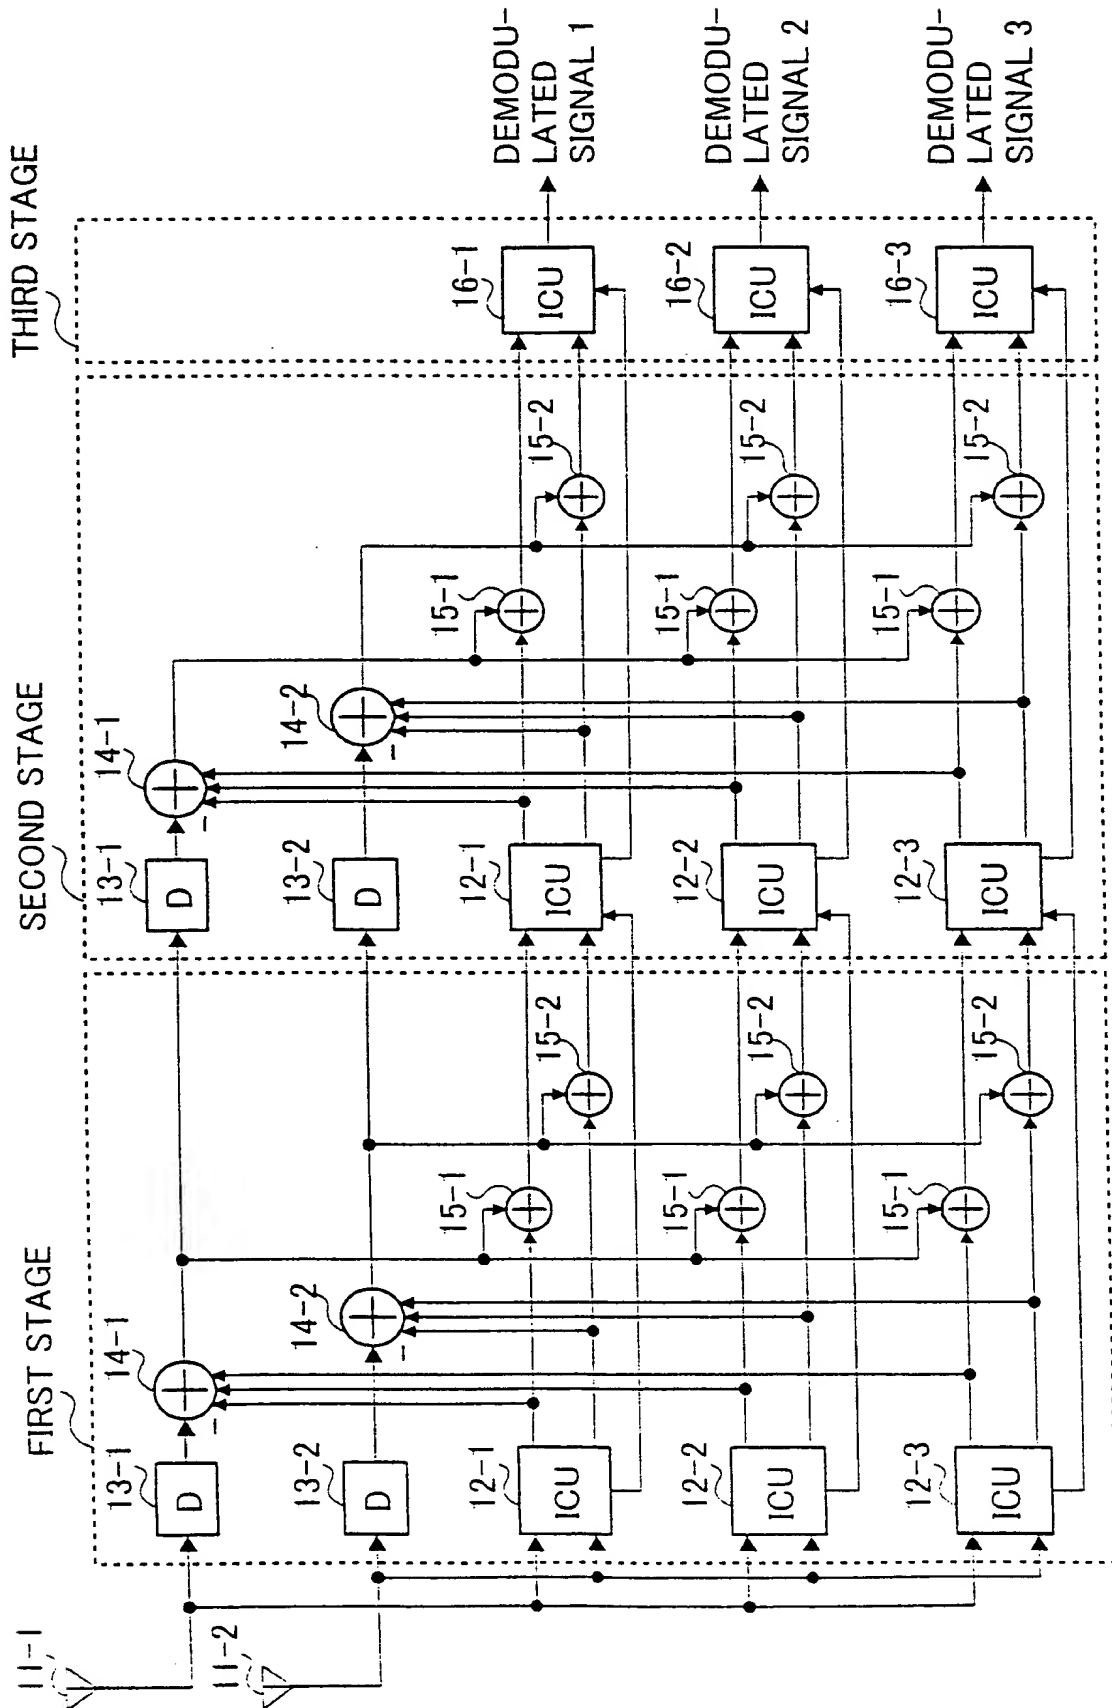 FIRST STAGE
SECOND STAGE
THIRD STAGE
11-1
11-2
13-1
D
14-1
-
13-2
D
14-2
-
12-1
ICU
15-1
15-2
12-2
ICU
15-1
15-2
12-3
ICU
15-1
15-2
13-1
D
14-1
-
13-2
D
14-2
-
12-1
ICU
15-1
15-2
12-2
ICU
15-1
15-2
12-3
ICU
15-1
15-2
16-1
ICU
DEMODU-
LATED
SIGNAL 1
16-2
ICU
DEMODU-
LATED
SIGNAL 2
16-3
ICU
DEMODU-
LATED
SIGNAL 3